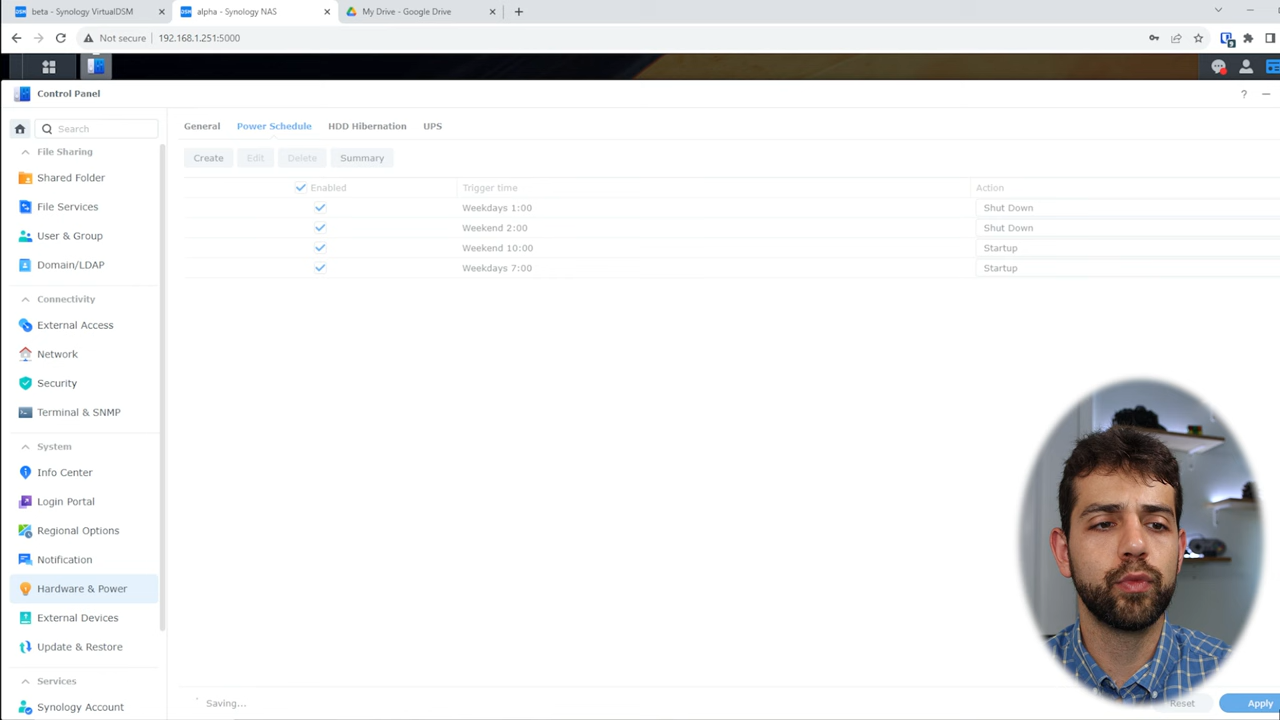 beta - Synology VirtualDSM
alpha - Synology NAS
My Drive - Google Drive
Not secure 192.168.1.251:5000
Control Panel
Search
File Sharing
Shared Folder
File Services
User & Group
Domain/LDAP
Connectivity
External Access
Network
Security
Terminal & SNMP
System
Info Center
Login Portal
Regional Options
Notification
Hardware & Power
External Devices
Update & Restore
Services
Synology Account
General Power Schedule HDD Hibernation UPS
Create Edit Delete Summary
Enabled Trigger time Action
Weekdays 1:00 Shut Down
Weekend 2:00 Shut Down
Weekend 10:00 Startup
Weekdays 7:00 Startup
Saving... Reset Apply